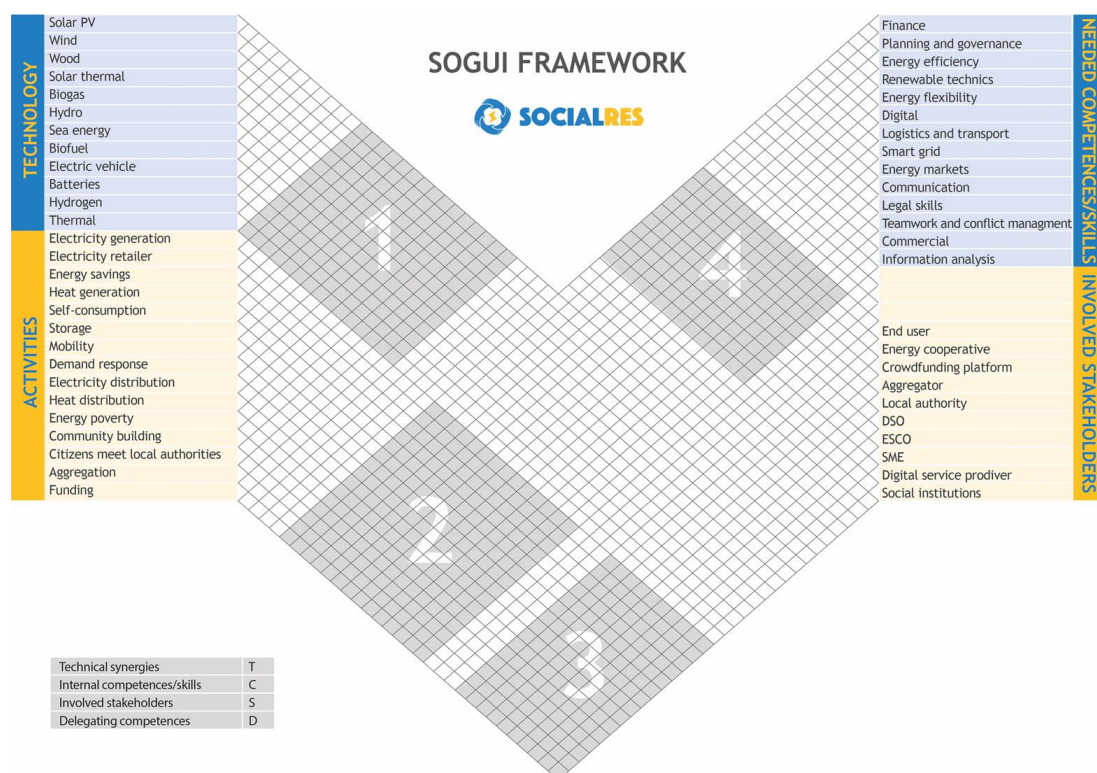 SOGUI FRAMEWORK
SOCIALRES
TECHNOLOGY
Solar PV
Wind
Wood
Solar thermal
Biogas
Hydro
Sea energy
Biofuel
Electric vehicle
Batteries
Hydrogen
Thermal
ACTIVITIES
Electricity generation
Electricity retailer
Energy savings
Heat generation
Self-consumption
Storage
Mobility
Demand response
Electricity distribution
Heat distribution
Energy poverty
Community building
Citizens meet local authorities
Aggregation
Funding
1
2
3
4
NEEDED COMPETENCES/SKILLS
Finance
Planning and governance
Energy efficiency
Renewable technics
Energy flexibility
Digital
Logistics and transport
Smart grid
Energy markets
Communication
Legal skills
Teamwork and conflict managment
Commercial
Information analysis
INVOLVED STAKEHOLDERS
End user
Energy cooperative
Crowdfunding platform
Aggregator
Local authority
DSO
ESCO
SME
Digital service prodiver
Social institutions
Technical synergies T
Internal competences/skills C
Involved stakeholders S
Delegating competences D